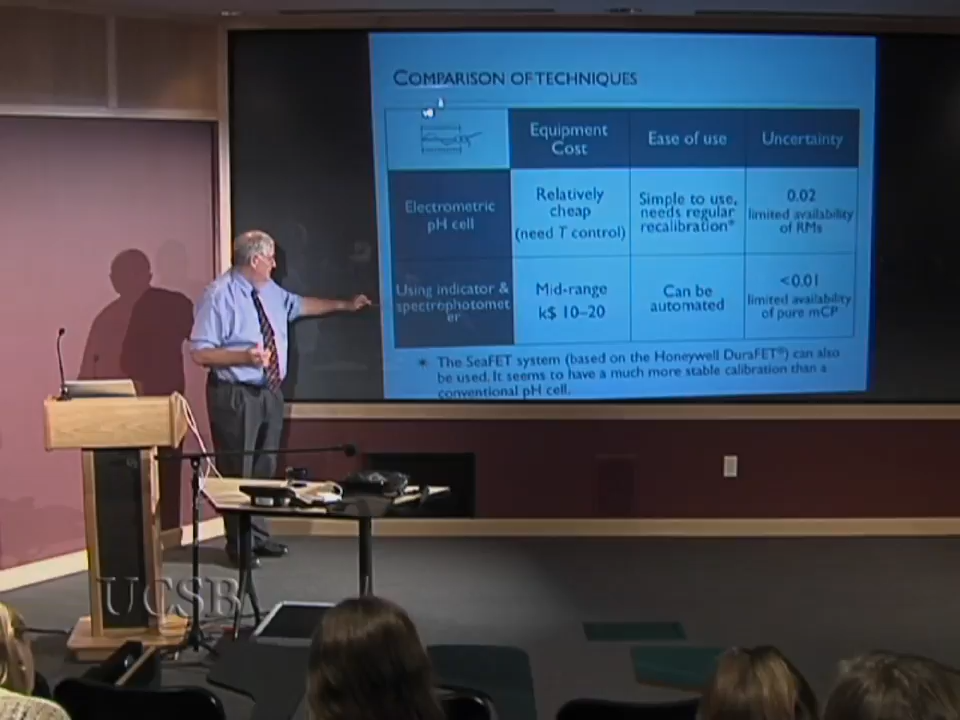 COMPARISON OF TECHNIQUES
Equipment
Cost
Ease of use
Uncertainty
Electrometric
pH cell
Relatively
cheap
(need T control)
Simple to use,
needs regular
recalibration*
0.02
limited availability
of RMs
Using indicator &
spectrophotomet
er
Mid-range
k$ 10–20
Can be
automated
<0.01
limited availability
of pure mCP
* The SeaFET system (based on the Honeywell DuraFET®) can also
be used. It seems to have a much more stable calibration than a
conventional pH cell.
UCSB